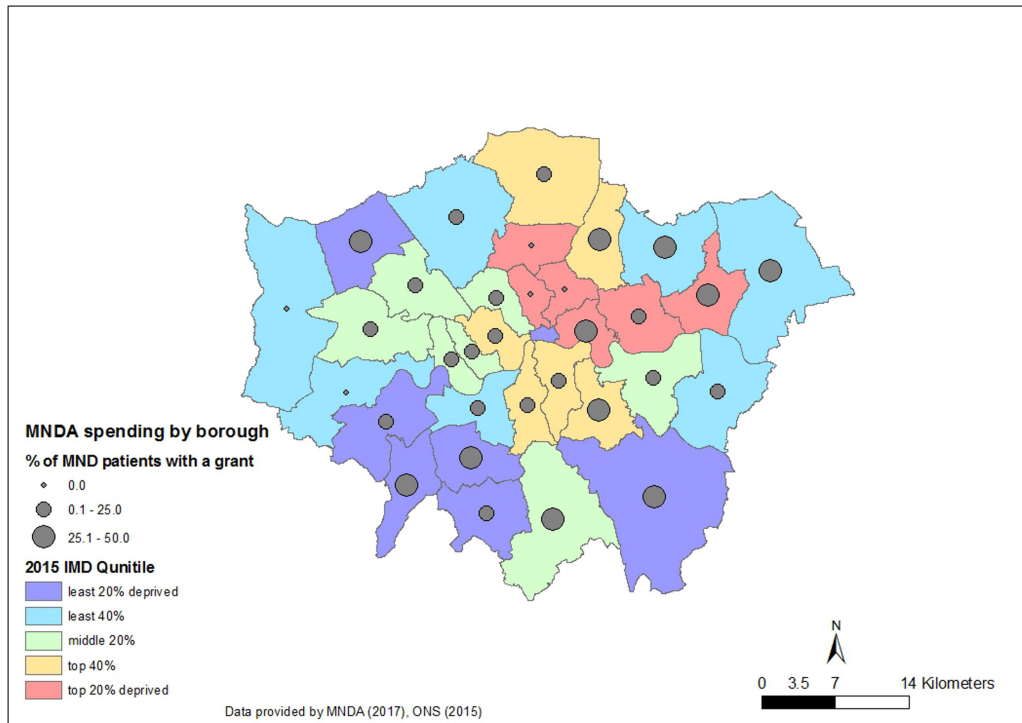 MNDA spending by borough
% of MND patients with a grant
0.0
0.1 - 25.0
25.1 - 50.0
2015 IMD Qunitile
least 20% deprived
least 40%
middle 20%
top 40%
top 20% deprived
Data provided by MNDA (2017), ONS (2015)
N
0 3.5 7 14 Kilometers